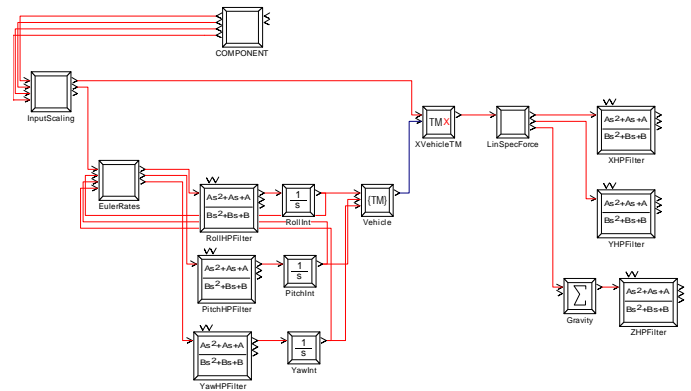 COMPONENT
InputScaling
TM X
XVehicleTM
LinSpecForce
As²+As+A
Bs²+Bs+B
XHPFilter
EulerRates
As²+As+A
Bs²+Bs+B
RollHPFilter
1
s
RollInt
{TM}
Vehicle
As²+As+A
Bs²+Bs+B
YHPFilter
As²+As+A
Bs²+Bs+B
PitchHPFilter
1
s
PitchInt
Σ
Gravity
As²+As+A
Bs²+Bs+B
ZHPFilter
As²+As+A
Bs²+Bs+B
YawHPFilter
1
s
YawInt